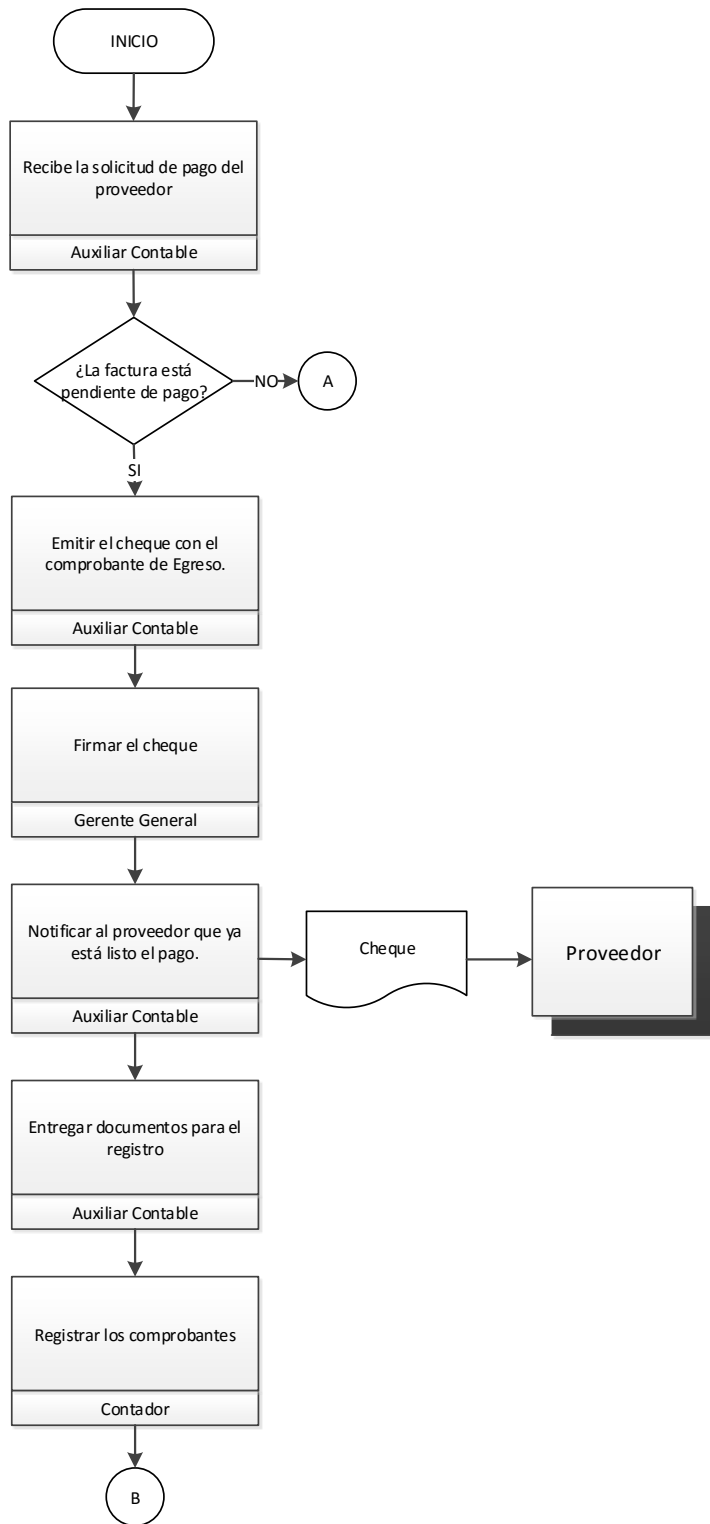 INICIO
Recibe la solicitud de pago del
proveedor
Auxiliar Contable
¿La factura está
pendiente de pago?
NO
A
SI
Emitir el cheque con el
comprobante de Egreso.
Auxiliar Contable
Firmar el cheque
Gerente General
Notificar al proveedor que ya
está listo el pago.
Auxiliar Contable
Cheque
Proveedor
Entregar documentos para el
registro
Auxiliar Contable
Registrar los comprobantes
Contador
B